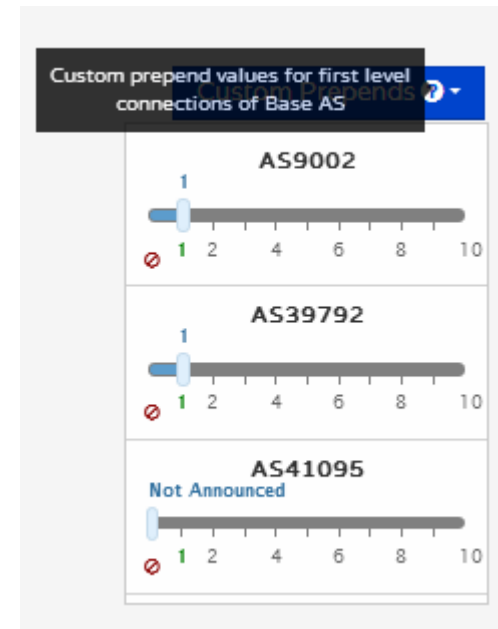 Custom prepend values for first level
connections of Base AS
Custom Prepends ?
AS9002
1
1 2 4 6 8 10
AS39792
1
1 2 4 6 8 10
AS41095
Not Announced
1 2 4 6 8 10